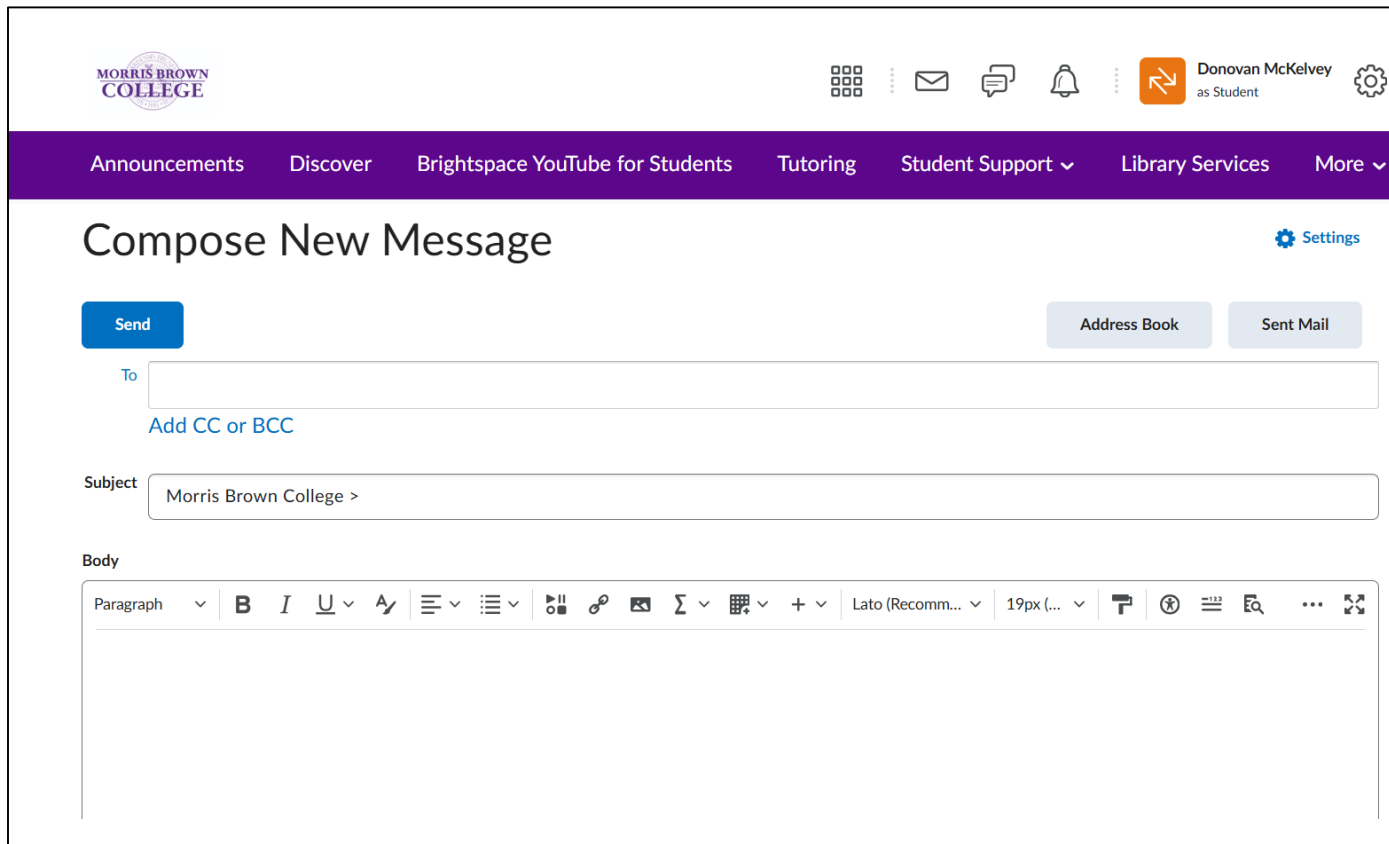 MORRIS BROWN
COLLEGE
Donovan McKelvey
as Student
Announcements Discover Brightspace YouTube for Students Tutoring Student Support Library Services More
Compose New Message
Settings
Send Address Book Sent Mail
To
Add CC or BCC
Subject Morris Brown College >
Body
Paragraph B I U A Lato (Recomm... 19px (...